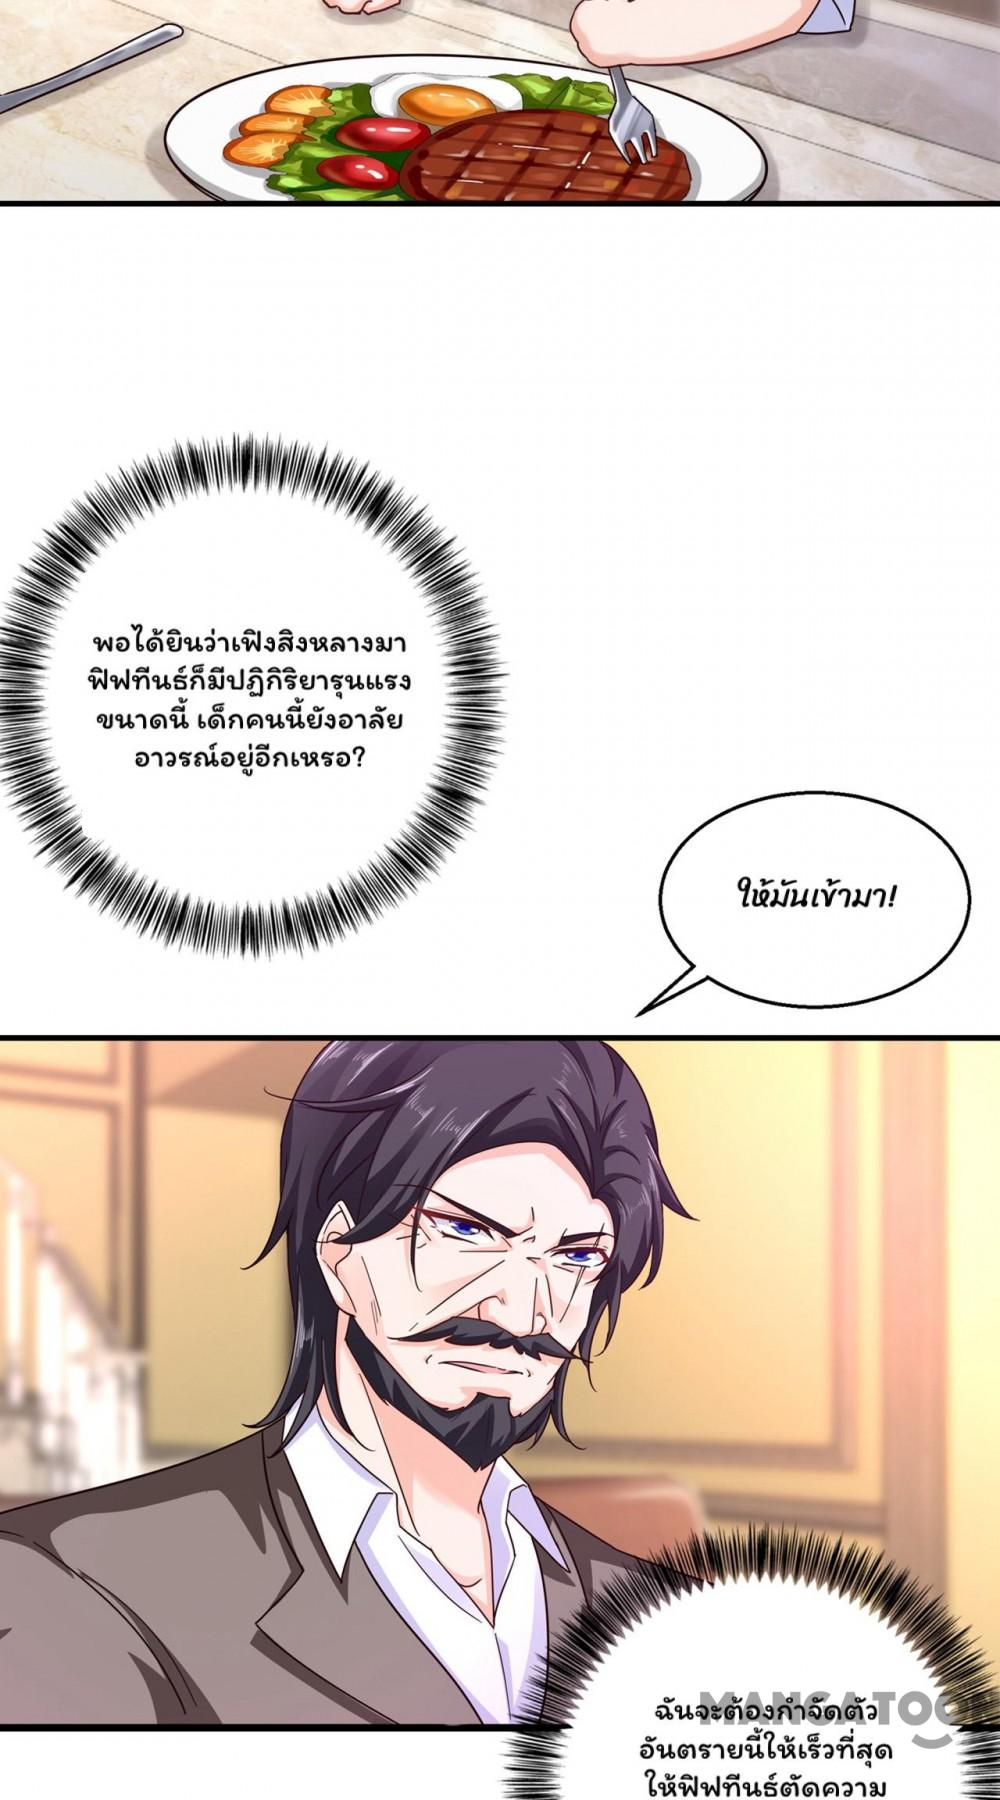 พอได้ยินว่าเฟิงสิงหลางมา
ฟิฟทีนธ์ก็มีปฏิกิริยารุนแรง
ขนาดนี้ เด็กคนนี้ยังอาลัย
อาวรณ์อยู่อีกเหรอ?
ให้มันเข้ามา!
MANGATOON
ฉันจะต้องกำจัดตัว
อันตรายนี้ให้เร็วที่สุด
ให้ฟิฟทีนธ์ตัดความ